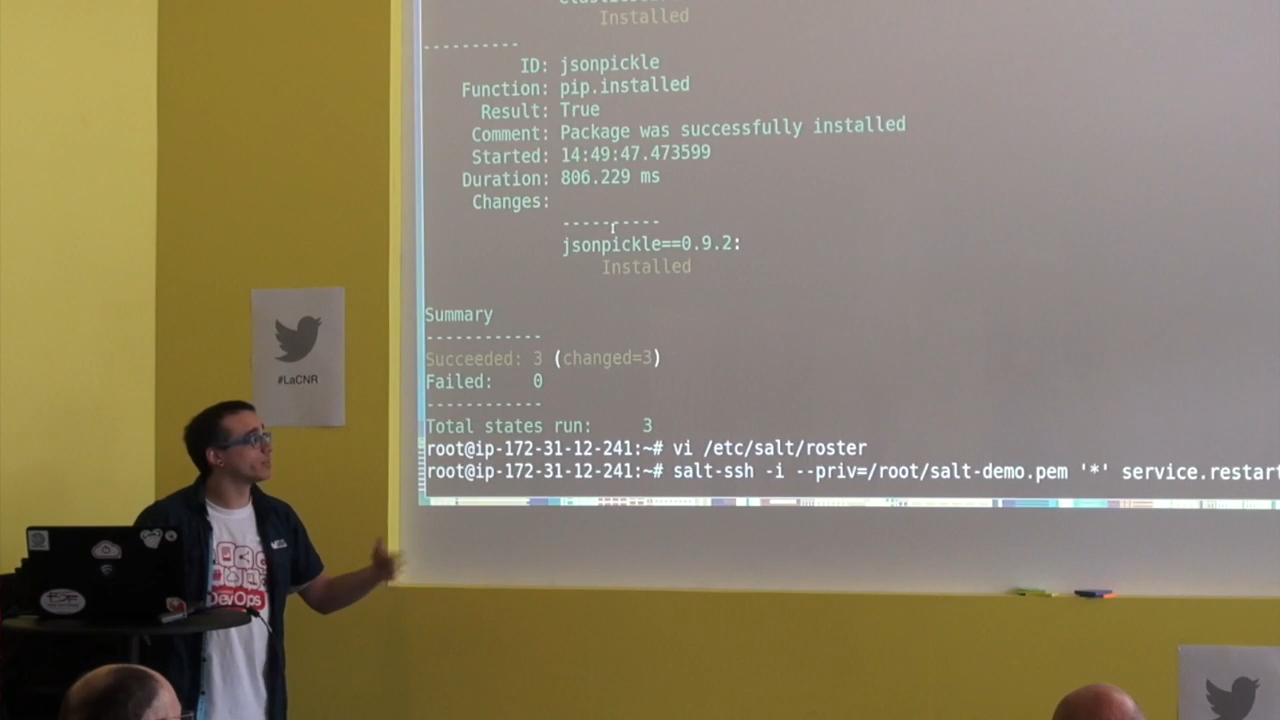 Installed
----------
ID: jsonpickle
Function: pip.installed
Result: True
Comment: Package was successfully installed
Started: 14:49:47.473599
Duration: 806.229 ms
Changes:
----------
jsonpickle==0.9.2:
Installed
Summary
------------
Succeeded: 3 (changed=3)
Failed: 0
------------
Total states run: 3
root@ip-172-31-12-241:~# vi /etc/salt/roster
root@ip-172-31-12-241:~# salt-ssh -i --priv=/root/salt-demo.pem '*' service.restart
#LaCNR
DevOps